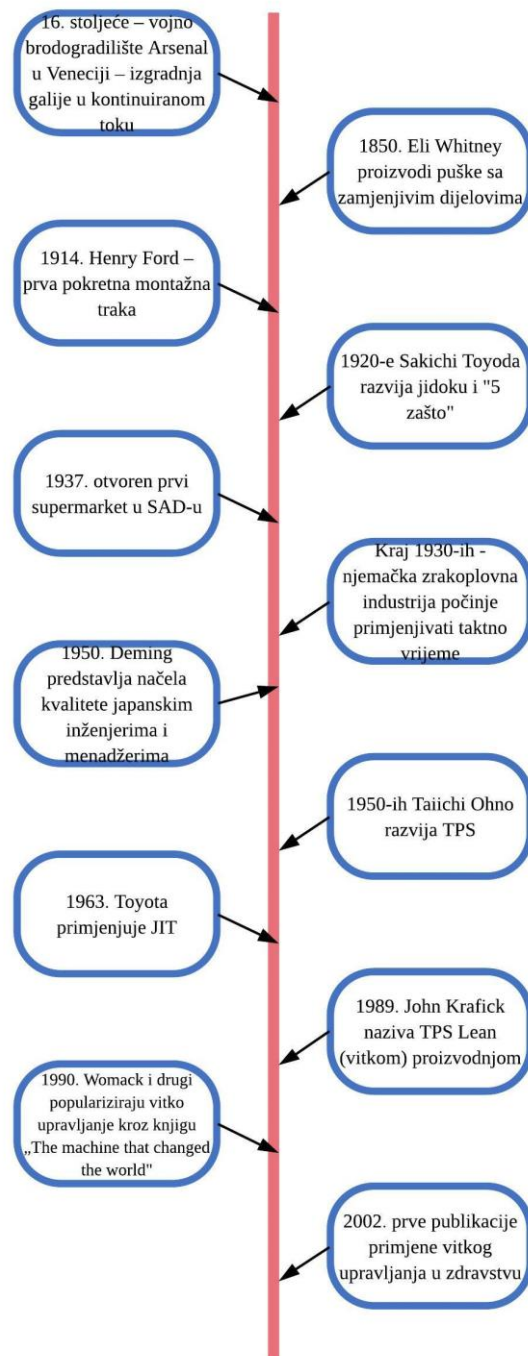 16. stoljeće – vojno
brodogradilište Arsenal
u Veneciji – izgradnja
galije u kontinuiranom
toku
1850. Eli Whitney
proizvodi puške sa
zamjenjivim dijelovima
1914. Henry Ford –
prva pokretna montažna
traka
1920-e Sakichi Toyoda
razvija jidoku i "5
zašto"
1937. otvoren prvi
supermarket u SAD-u
Kraj 1930-ih -
njemačka zrakoplovna
industrija počinje
primjenjivati taktno
vrijeme
1950. Deming
predstavlja načela
kvalitete japanskim
inženjerima i
menadžerima
1950-ih Taiichi Ohno
razvija TPS
1963. Toyota
primjenjuje JIT
1989. John Krafick
naziva TPS Lean
(vitkom) proizvodnjom
1990. Womack i drugi
populariziraju vitko
upravljanje kroz knjigu
„The machine that changed
the world"
2002. prve publikacije
primjene vitkog
upravljanja u zdravstvu